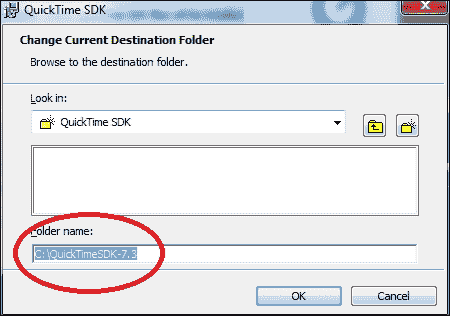 QuickTime SDK
Change Current Destination Folder
Browse to the destination folder.
Look in:
QuickTime SDK
Folder name:
C:\QuickTimeSDK-7.3
OK
Cancel